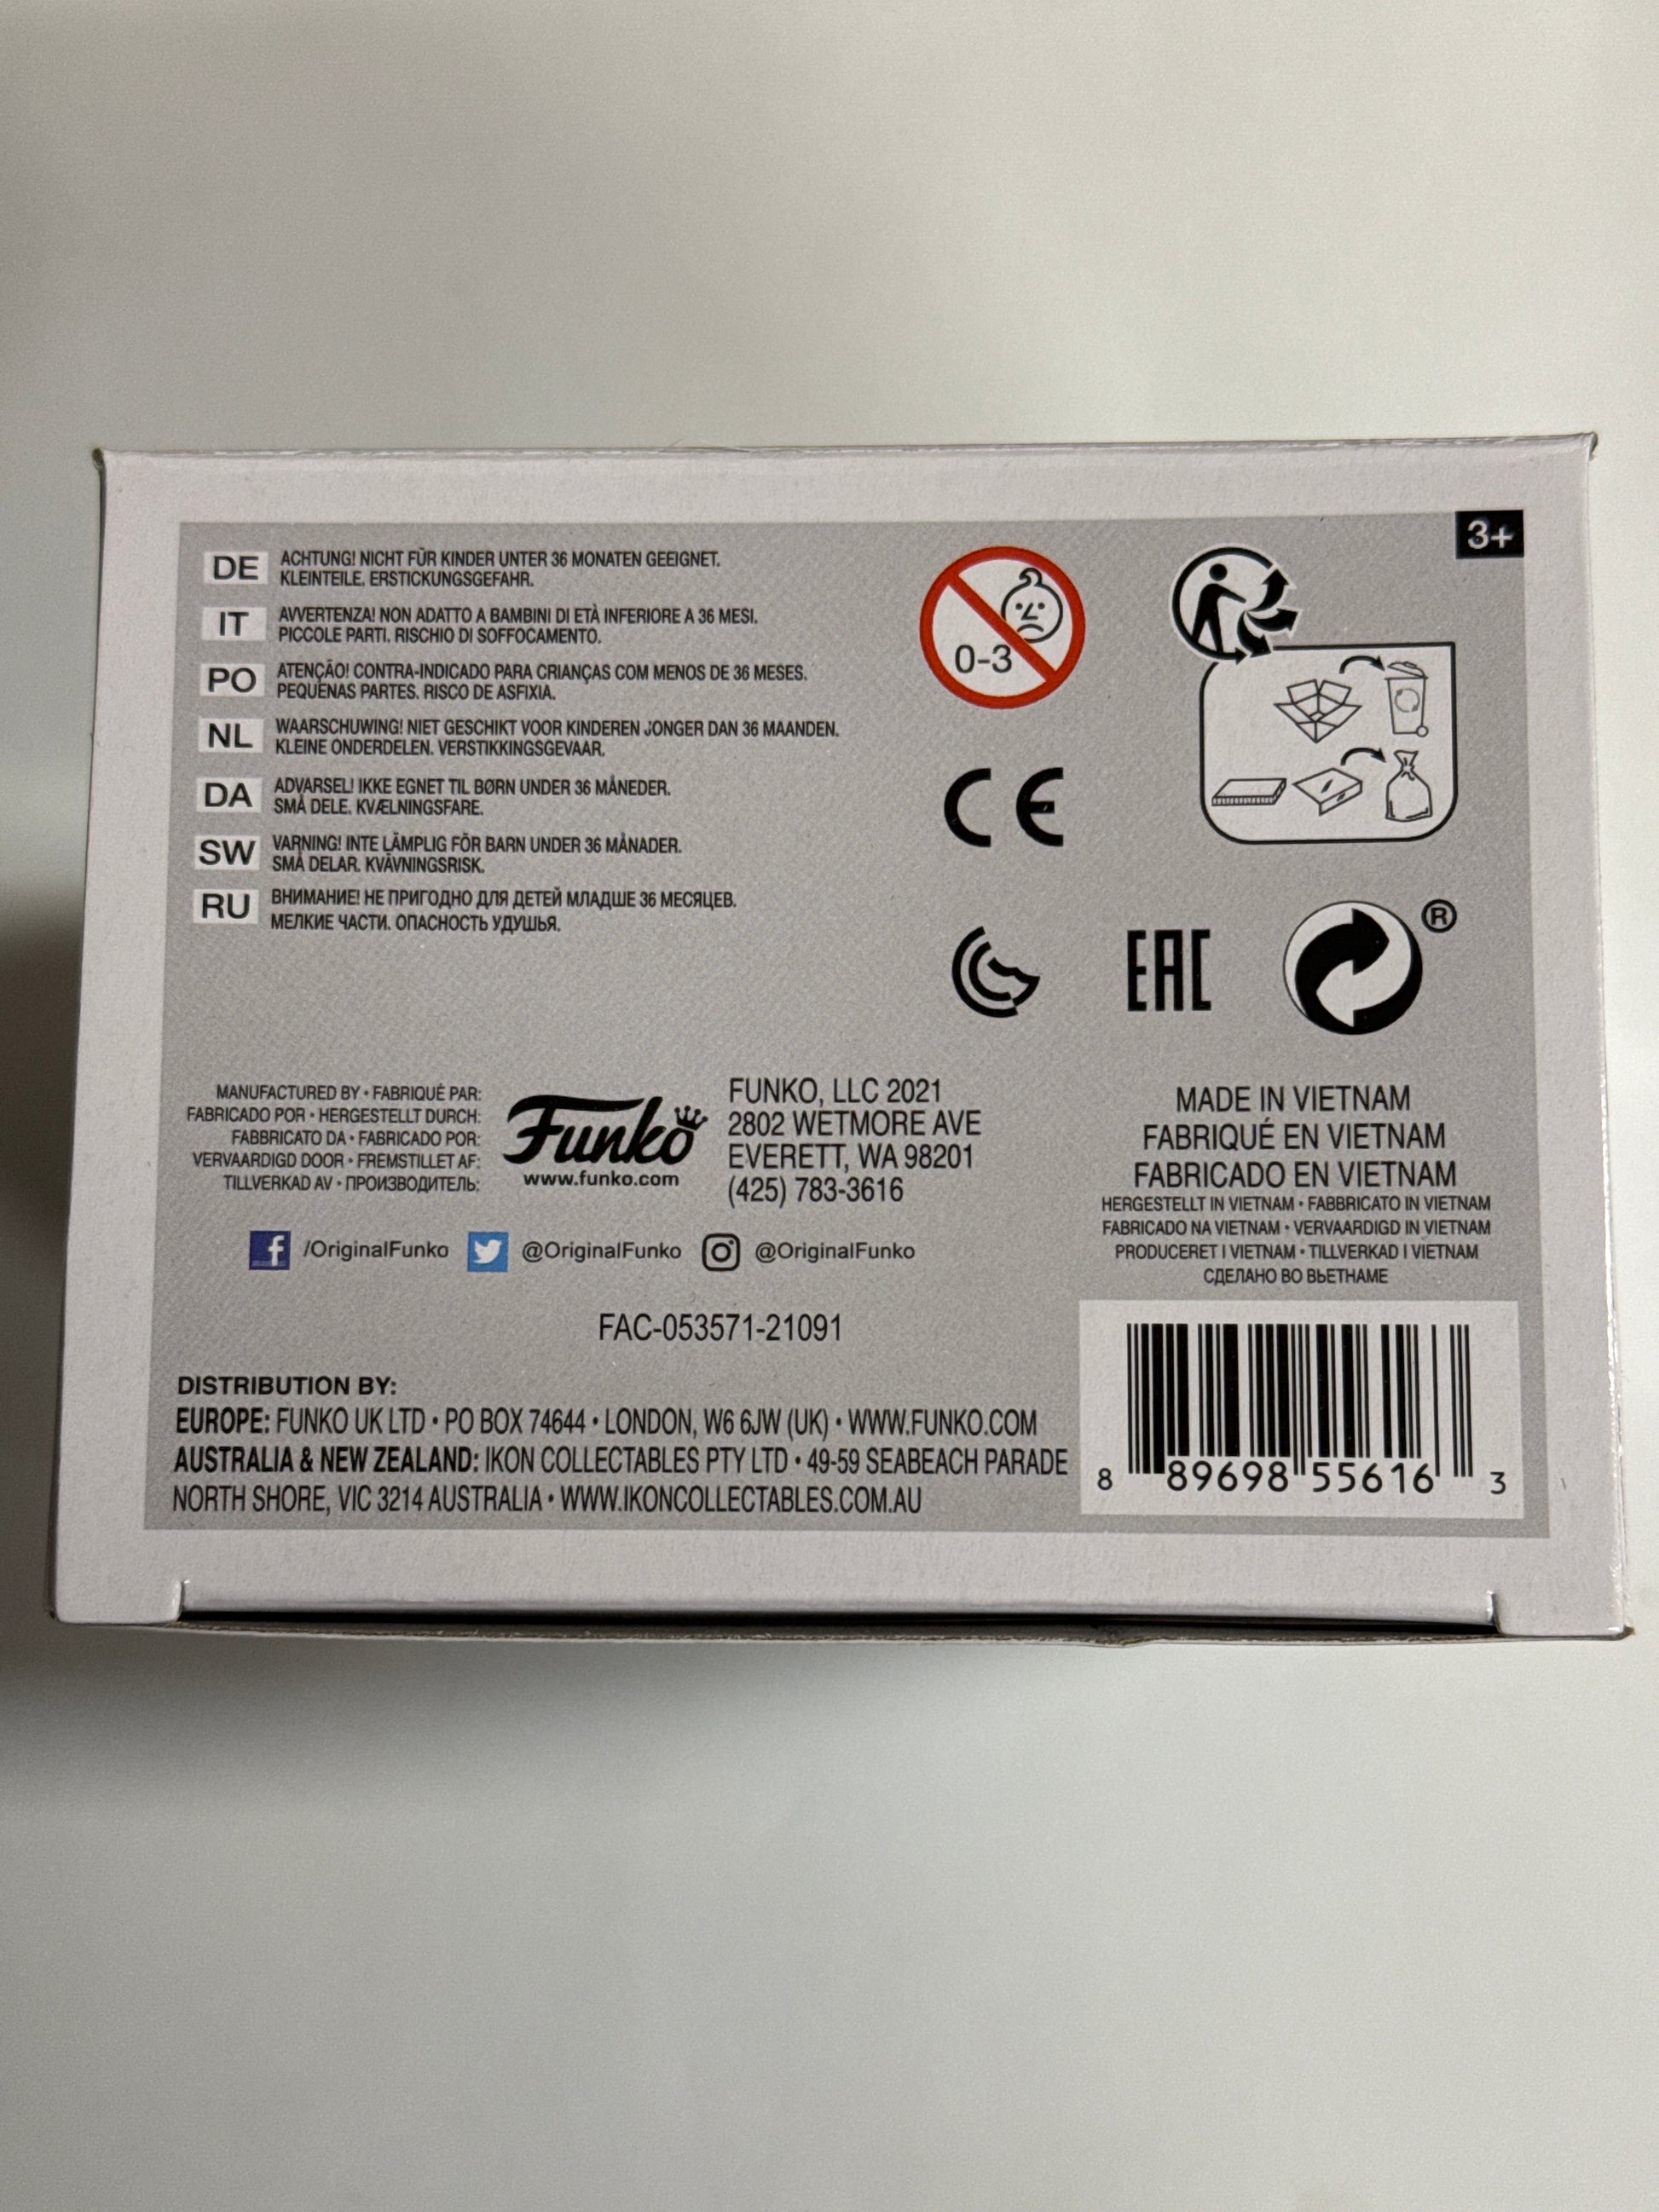 3+
DE ACHTUNG! NICHT FÜR KINDER UNTER 36 MONATEN GEEIGNET.
KLEINTEILE. ERSTICKUNGSGEFAHR.
IT AVVERTENZA! NON ADATTO A BAMBINI DI ETÀ INFERIORE A 36 MESI.
PICCOLE PARTI. RISCHIO DI SOFFOCAMENTO.
PO ATENÇÃO! CONTRA-INDICADO PARA CRIANÇAS COM MENOS DE 36 MESES.
PEQUENAS PARTES. RISCO DE ASFIXIA.
NL WAARSCHUWING! NIET GESCHIKT VOOR KINDEREN JONGER DAN 36 MAANDEN.
KLEINE ONDERDELEN. VERSTIKKINGSGEVAAR.
DA ADVARSEL! IKKE EGNET TIL BØRN UNDER 36 MÅNEDER.
SMÅ DELE. KVÆLNINGSFARE.
SW VARNING! INTE LÄMPLIG FÖR BARN UNDER 36 MÅNADER.
SMÅ DELAR. KVÄVNINGSRISK.
RU ВНИМАНИЕ! НЕ ПРИГОДНО ДЛЯ ДЕТЕЙ МЛАДШЕ 36 МЕСЯЦЕВ.
МЕЛКИЕ ЧАСТИ. ОПАСНОСТЬ УДУШЬЯ.
0-3
CE
EAC
®
MANUFACTURED BY • FABRIQUÉ PAR:
FABRICADO POR • HERGESTELLT DURCH:
FABBRICATO DA • FABRICADO POR:
VERVAARDIGD DOOR • FREMSTILLET AF:
TILLVERKAD AV • ПРОИЗВОДИТЕЛЬ:
Funko
www.funko.com
FUNKO, LLC 2021
2802 WETMORE AVE
EVERETT, WA 98201
(425) 783-3616
/OriginalFunko @OriginalFunko @OriginalFunko
FAC-053571-21091
MADE IN VIETNAM
FABRIQUÉ EN VIETNAM
FABRICADO EN VIETNAM
HERGESTELLT IN VIETNAM • FABBRICATO IN VIETNAM
FABRICADO NA VIETNAM • VERVAARDIGD IN VIETNAM
PRODUCERET I VIETNAM • TILLVERKAD I VIETNAM
СДЕЛАНО ВО ВЬЕТНАМЕ
DISTRIBUTION BY:
EUROPE: FUNKO UK LTD • PO BOX 74644 • LONDON, W6 6JW (UK) • WWW.FUNKO.COM
AUSTRALIA & NEW ZEALAND: IKON COLLECTABLES PTY LTD • 49-59 SEABEACH PARADE
NORTH SHORE, VIC 3214 AUSTRALIA • WWW.IKONCOLLECTABLES.COM.AU
8 89698 55616 3